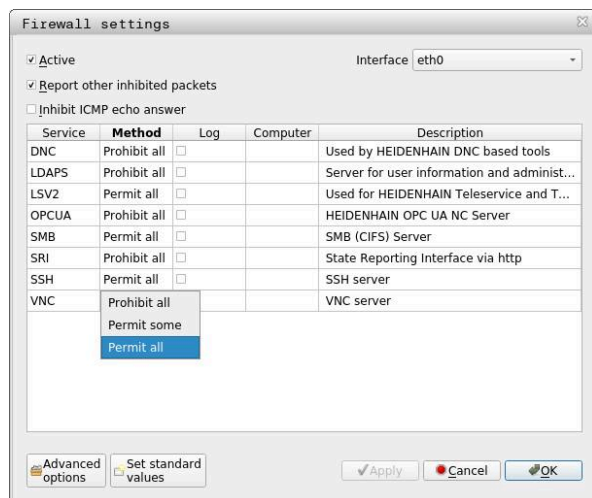 Firewall settings
Active
Interface eth0
Report other inhibited packets
Inhibit ICMP echo answer
Service Method Log Computer Description
DNC Prohibit all Used by HEIDENHAIN DNC based tools
LDAPS Prohibit all Server for user information and administ...
LSV2 Permit all Used for HEIDENHAIN Teleservice and T...
OPCUA Prohibit all HEIDENHAIN OPC UA NC Server
SMB Permit all SMB (CIFS) Server
SRI Prohibit all State Reporting Interface via http
SSH Permit all SSH server
VNC Prohibit all VNC server
Permit some
Permit all
Advanced options
Set standard values
Apply
Cancel
OK